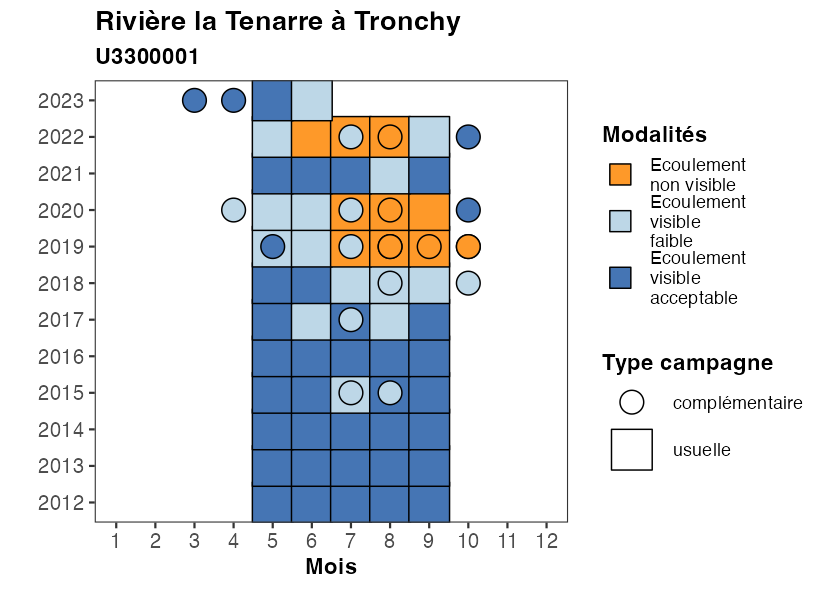 Rivière la Tenarre à Tronchy
U3300001
2023
2022
2021
2020
2019
2018
2017
2016
2015
2014
2013
2012
1 2 3 4 5 6 7 8 9 10 11 12
Mois
Modalités
Ecoulement
non visible
Ecoulement
visible
faible
Ecoulement
visible
acceptable
Type campagne
complémentaire
usuelle